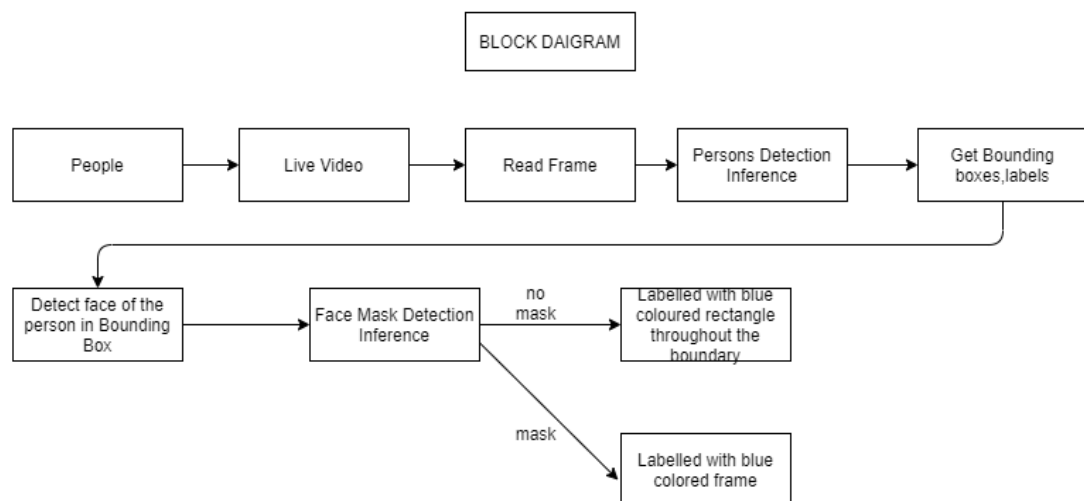 BLOCK DAIGRAM
People
Live Video
Read Frame
Persons Detection
Inference
Get Bounding
boxes,labels
Detect face of the
person in Bounding
Box
Face Mask Detection
Inference
no
mask
Labelled with blue
coloured rectangle
throughout the
boundary
mask
Labelled with blue
colored frame